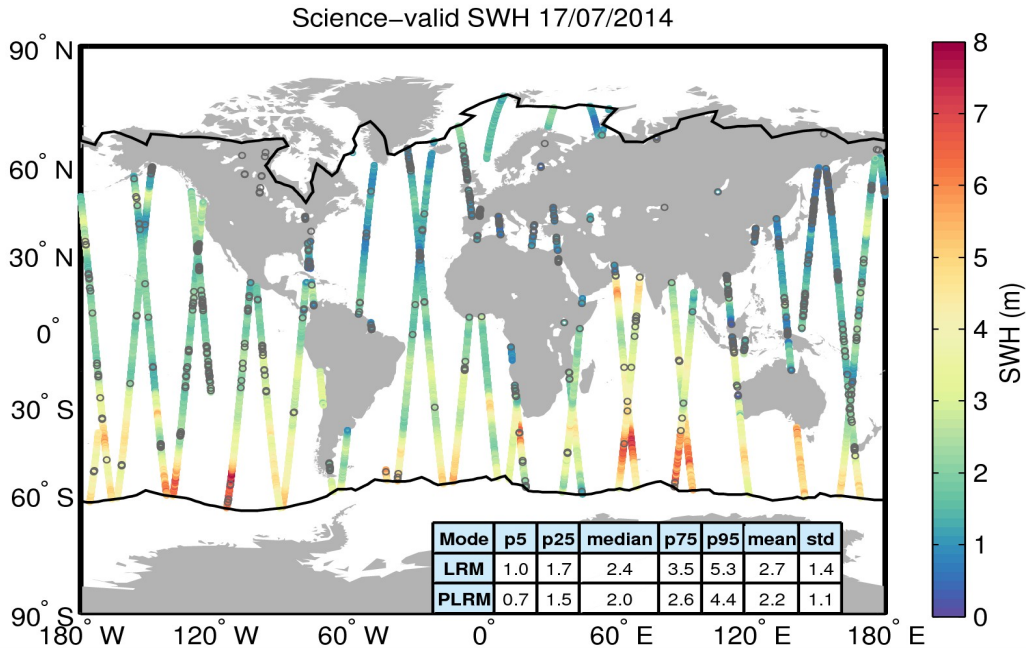 Science−valid SWH 17/07/2014
90° N
60° N
30° N
0°
30° S
60° S
90° S
180° W
120° W
60° W
0°
60° E
120° E
180° E
Mode p5 p25 median p75 p95 mean std
LRM 1.0 1.7 2.4 3.5 5.3 2.7 1.4
PLRM 0.7 1.5 2.0 2.6 4.4 2.2 1.1
8
7
6
5
4
3
2
1
0
SWH (m)